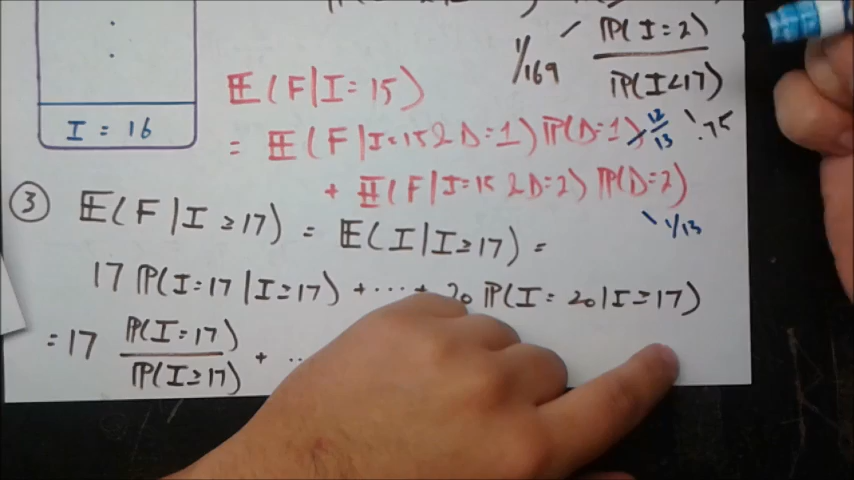 P(I=2)
1/169
P(I<17)
E(F|I=15)
I = 16
= E(F|I=15 & D=1) P(D=1) 12/13 .75
+ E(F|I=15 & D=2) P(D=2)
1/13
③ E(F|I≥17) = E(I|I≥17) =
17 P(I=17|I≥17) + ... + 20 P(I=20|I≥17)
=17 P(I=17)
P(I≥17) + ..